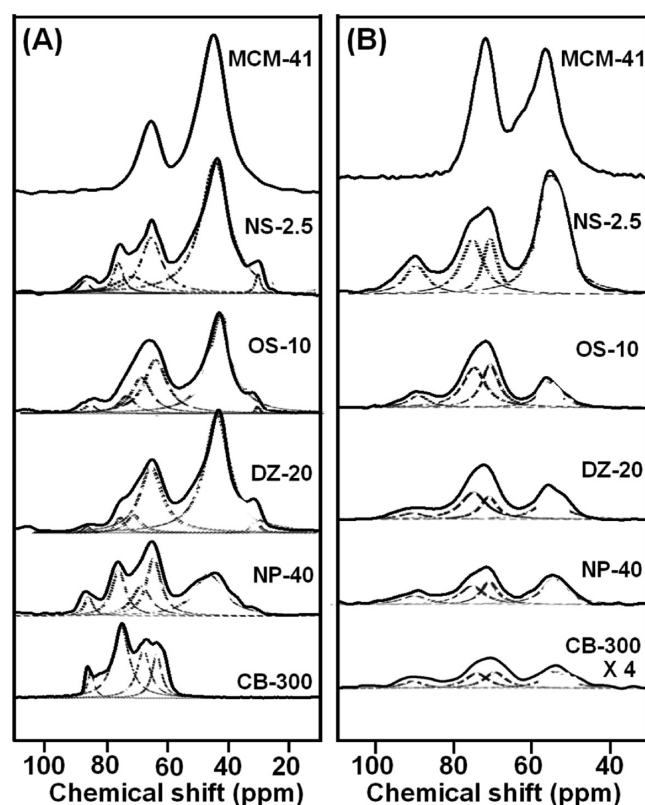 (A)
MCM-41
NS-2.5
OS-10
DZ-20
NP-40
CB-300
100 80 60 40 20
Chemical shift (ppm)
(B)
MCM-41
NS-2.5
OS-10
DZ-20
NP-40
CB-300
X 4
100 80 60 40
Chemical shift (ppm)